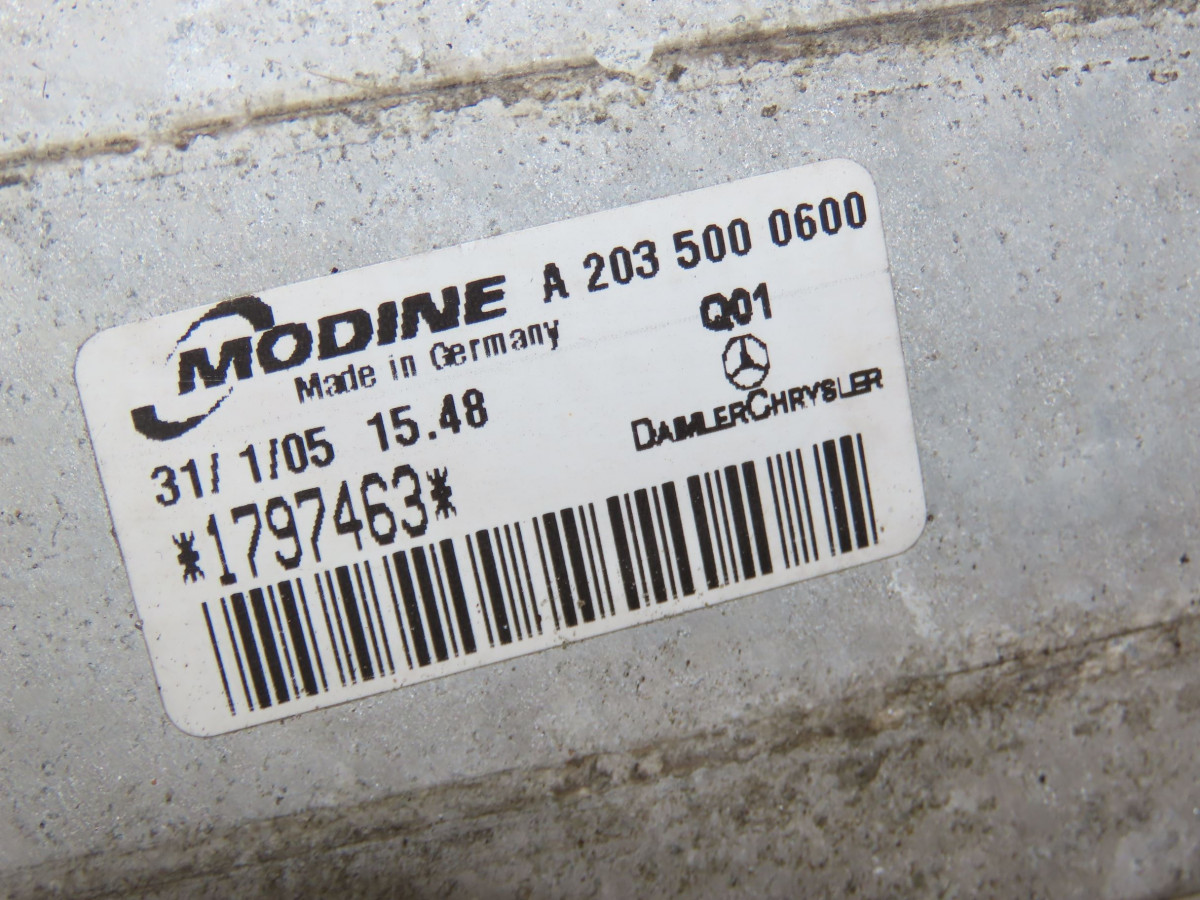 MODINE A 203 500 0600
Made in Germany Q01
31/ 1/05 15.48 DAIMLERCHRYSLER
*1797463*